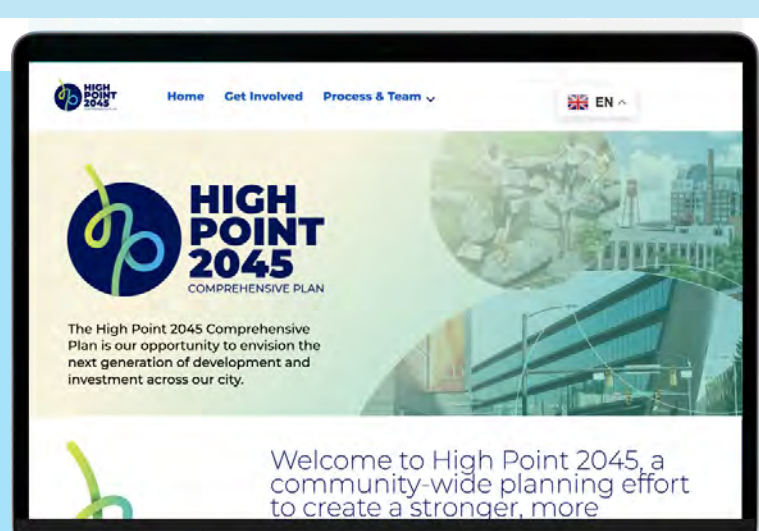 HIGH
POINT
2045
COMPREHENSIVE PLAN
Home Get Involved Process & Team
EN
HIGH
POINT
2045
COMPREHENSIVE PLAN
The High Point 2045 Comprehensive
Plan is our opportunity to envision the
next generation of development and
investment across our city.
Welcome to High Point 2045, a
community-wide planning effort
to create a stronger, more